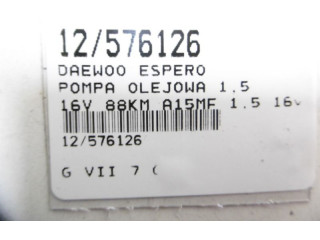 12/576126
DAEWOO ESPERO
POMPA OLEJOWA 1.5
16V 88KM A15MF 1.5 16v
12/576126
G VII 7 (